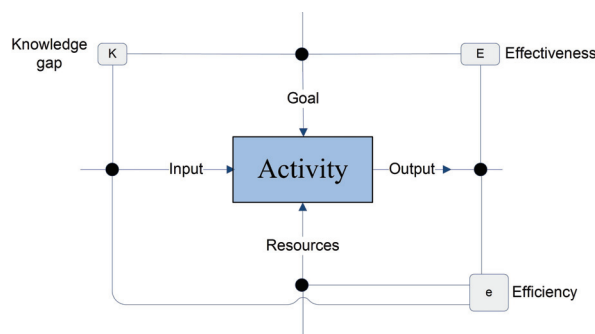 Knowledge
gap
K
E
Effectiveness
Goal
Input
Activity
Output
Resources
e
Efficiency